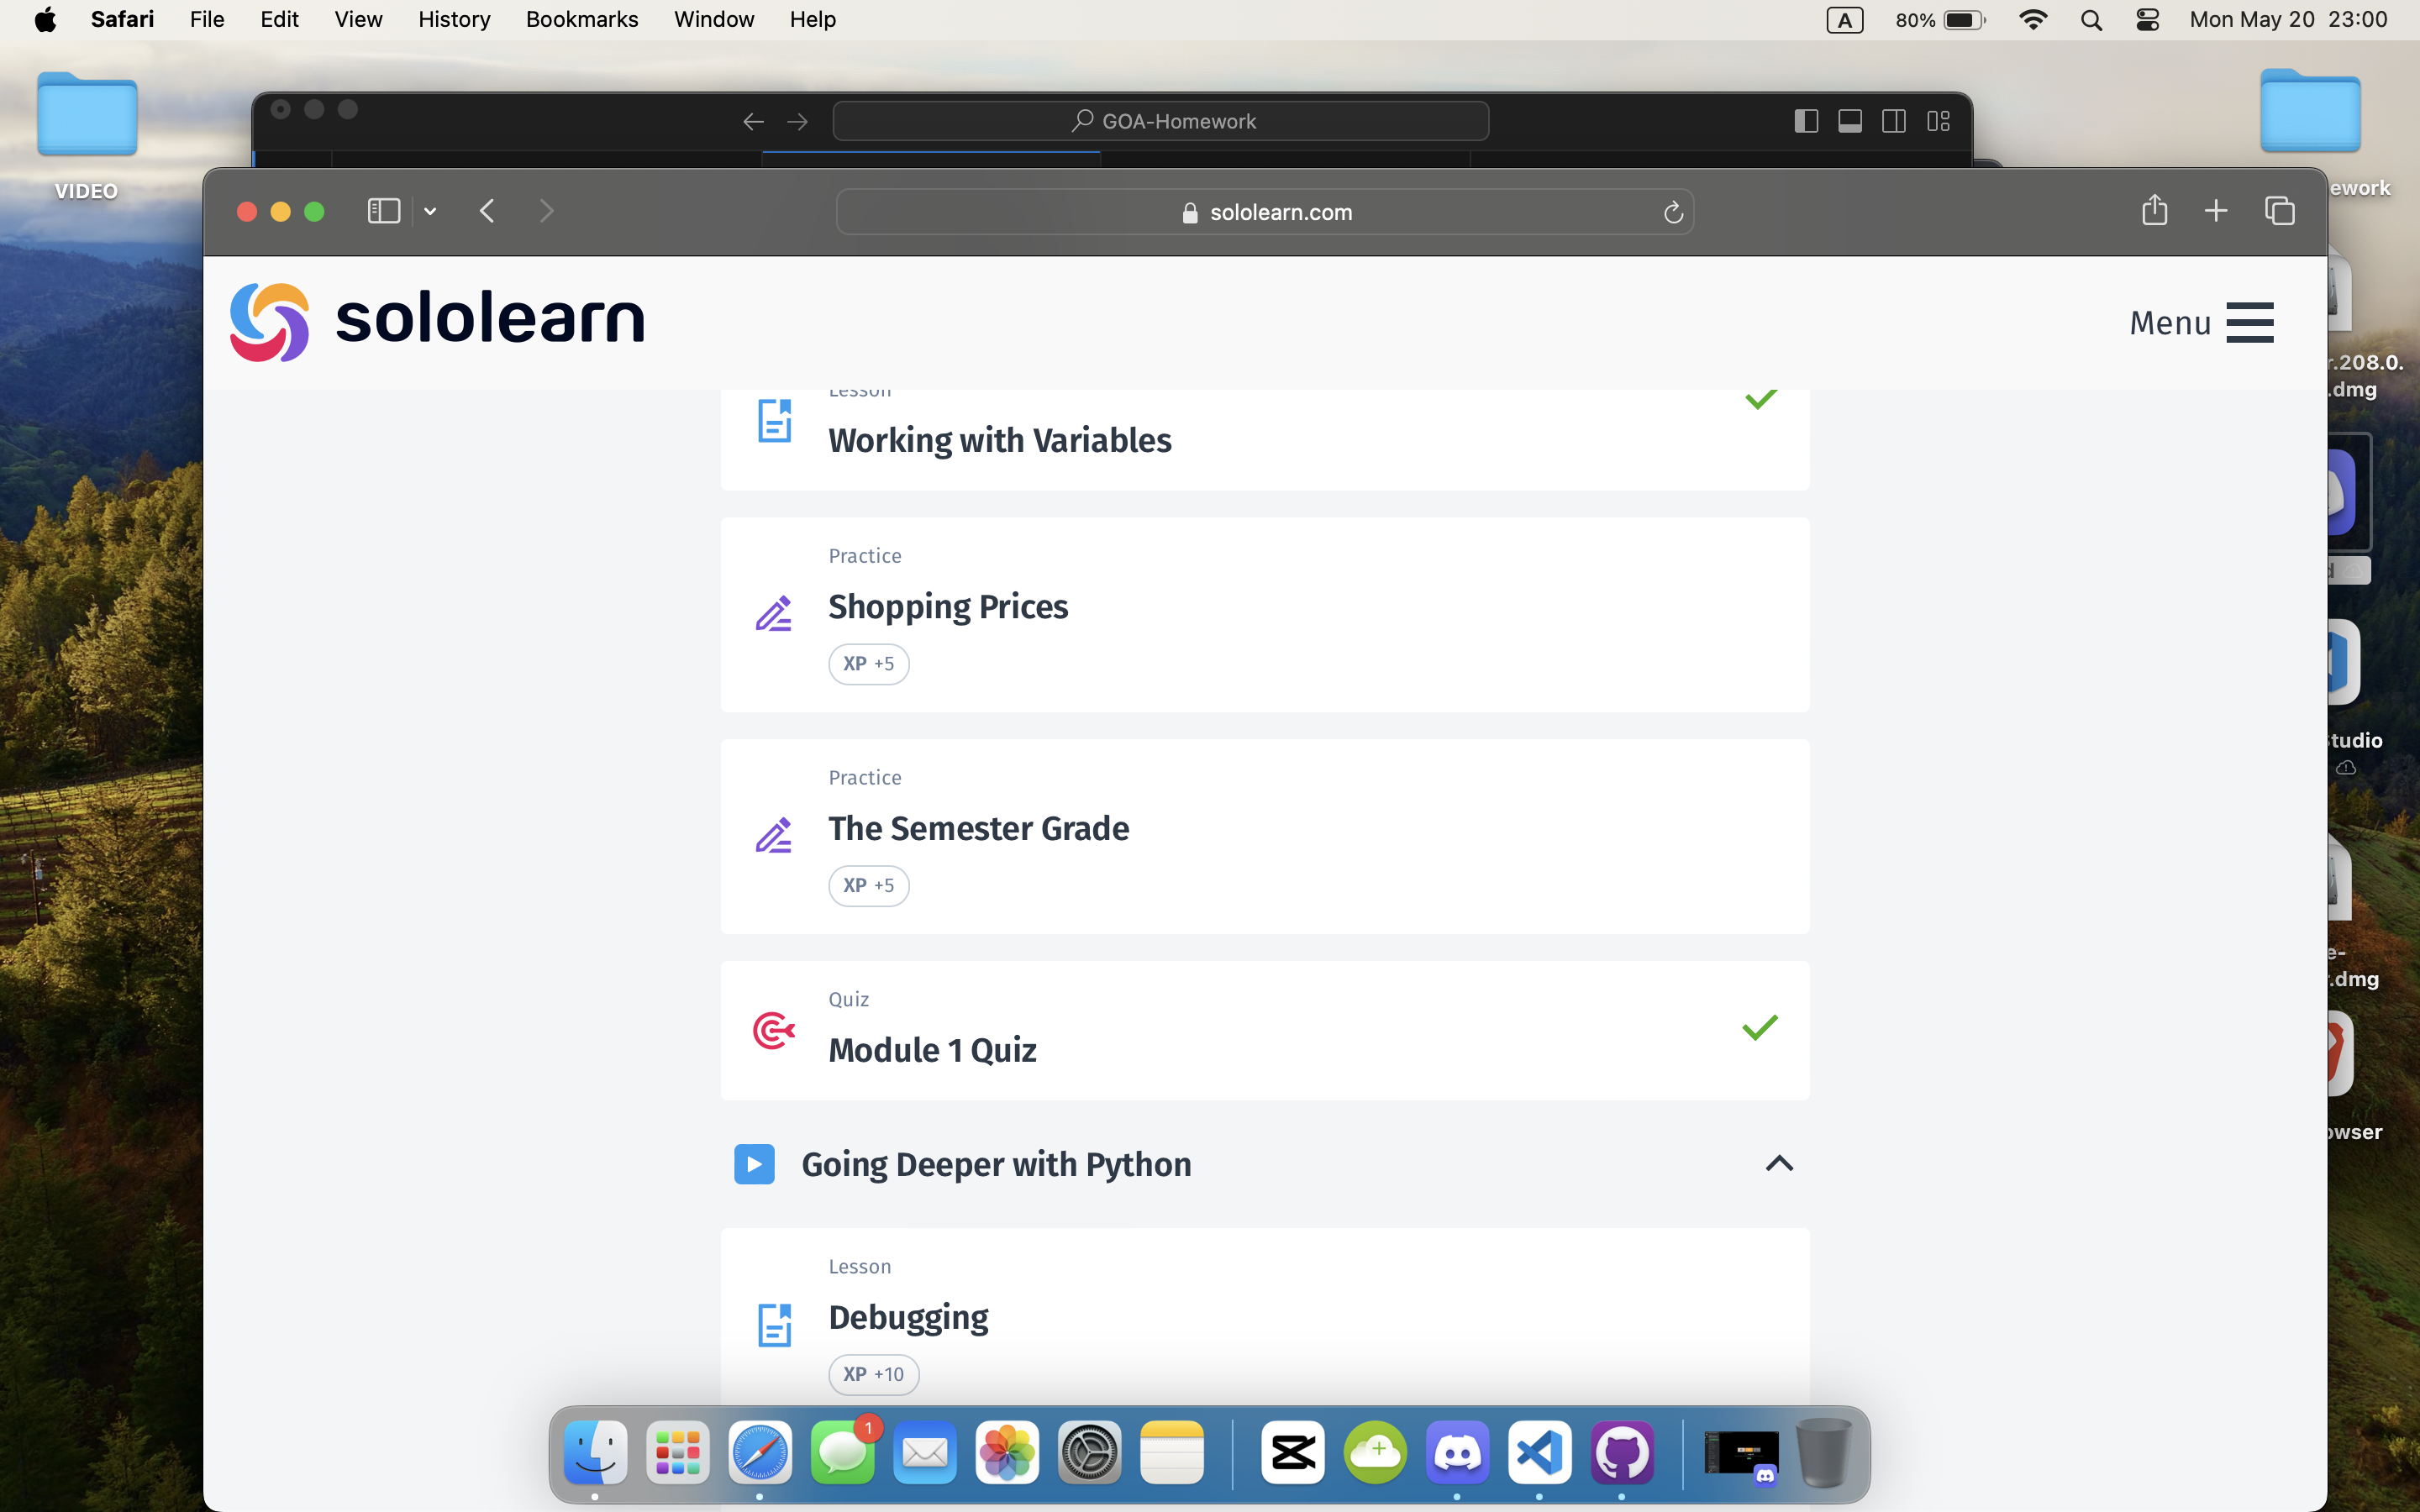 Safari File Edit View History Bookmarks Window Help A 80% Mon May 20 23:00
VIDEO
GOA-Homework
sololearn.com
sololearn
Menu
Lesson
Working with Variables
Practice
Shopping Prices
XP +5
Practice
The Semester Grade
XP +5
Quiz
Module 1 Quiz
Going Deeper with Python
Lesson
Debugging
XP +10
ework
r.208.0.
.dmg
d
Studio
e-
r.dmg
owser
1